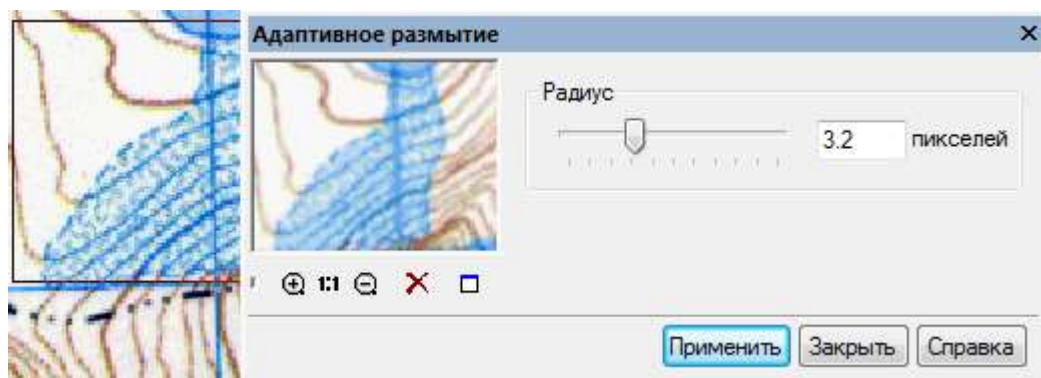 Адаптивное размытие
Радиус
3.2 пикселей
1:1
Применить Закрыть Справка